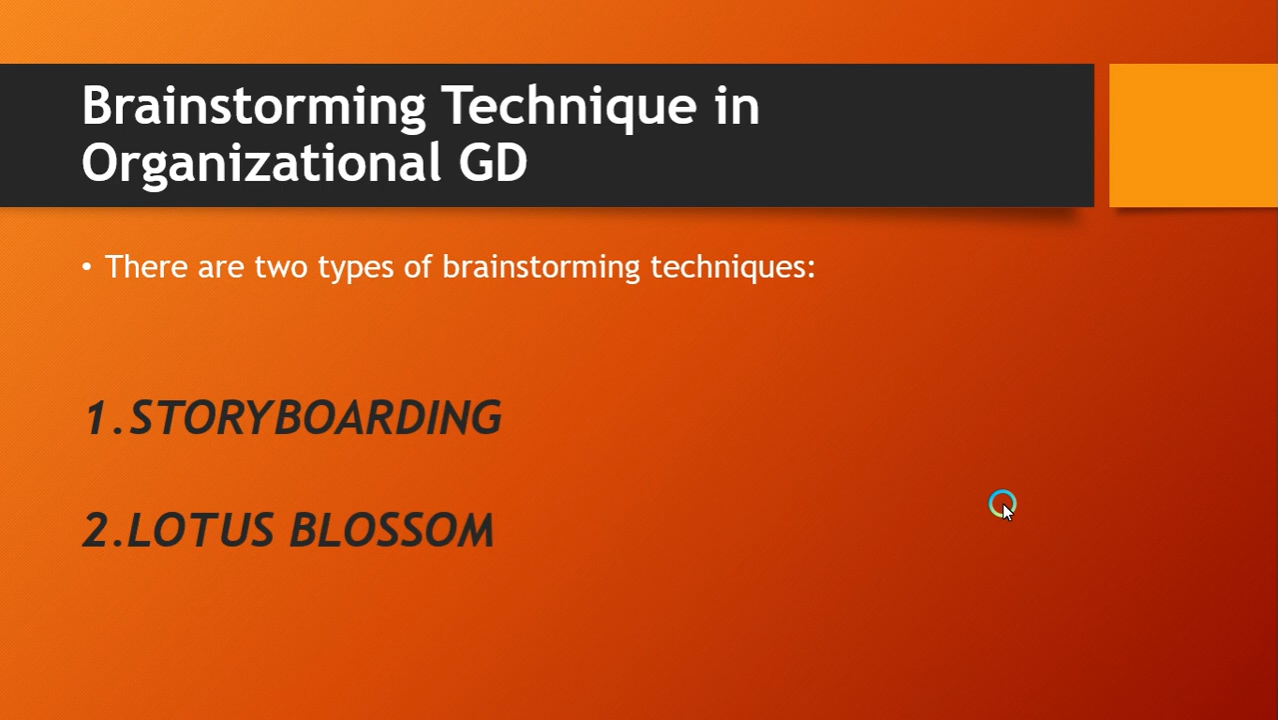 Brainstorming Technique in
Organizational GD
• There are two types of brainstorming techniques:
1.STORYBOARDING
2.LOTUS BLOSSOM